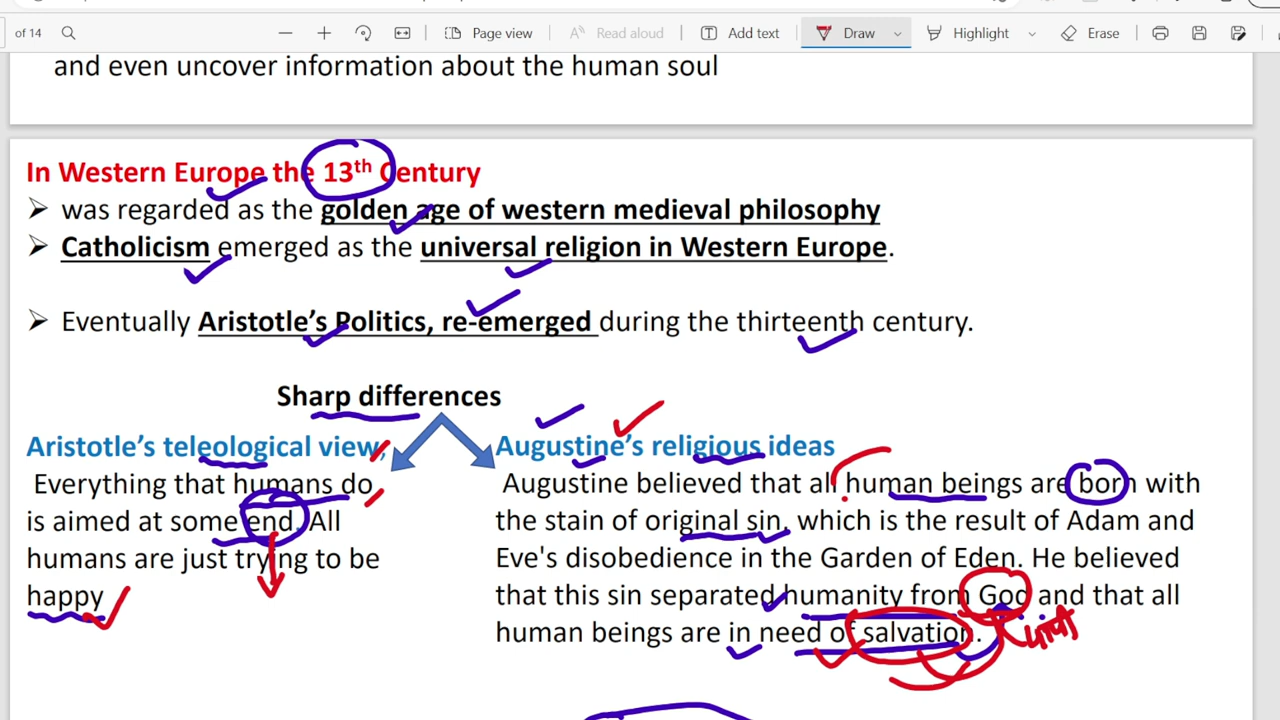 of 14 Page view Read aloud Add text Draw Highlight Erase
and even uncover information about the human soul
In Western Europe the 13th Century
➢ was regarded as the golden age of western medieval philosophy
➢ Catholicism emerged as the universal religion in Western Europe.
➢ Eventually Aristotle's Politics, re-emerged during the thirteenth century.
Sharp differences
Aristotle's teleological view,
Everything that humans do
is aimed at some end. All
humans are just trying to be
happy
Augustine's religious ideas
Augustine believed that all human beings are born with
the stain of original sin, which is the result of Adam and
Eve's disobedience in the Garden of Eden. He believed
that this sin separated humanity from God and that all
human beings are in need of salvation.